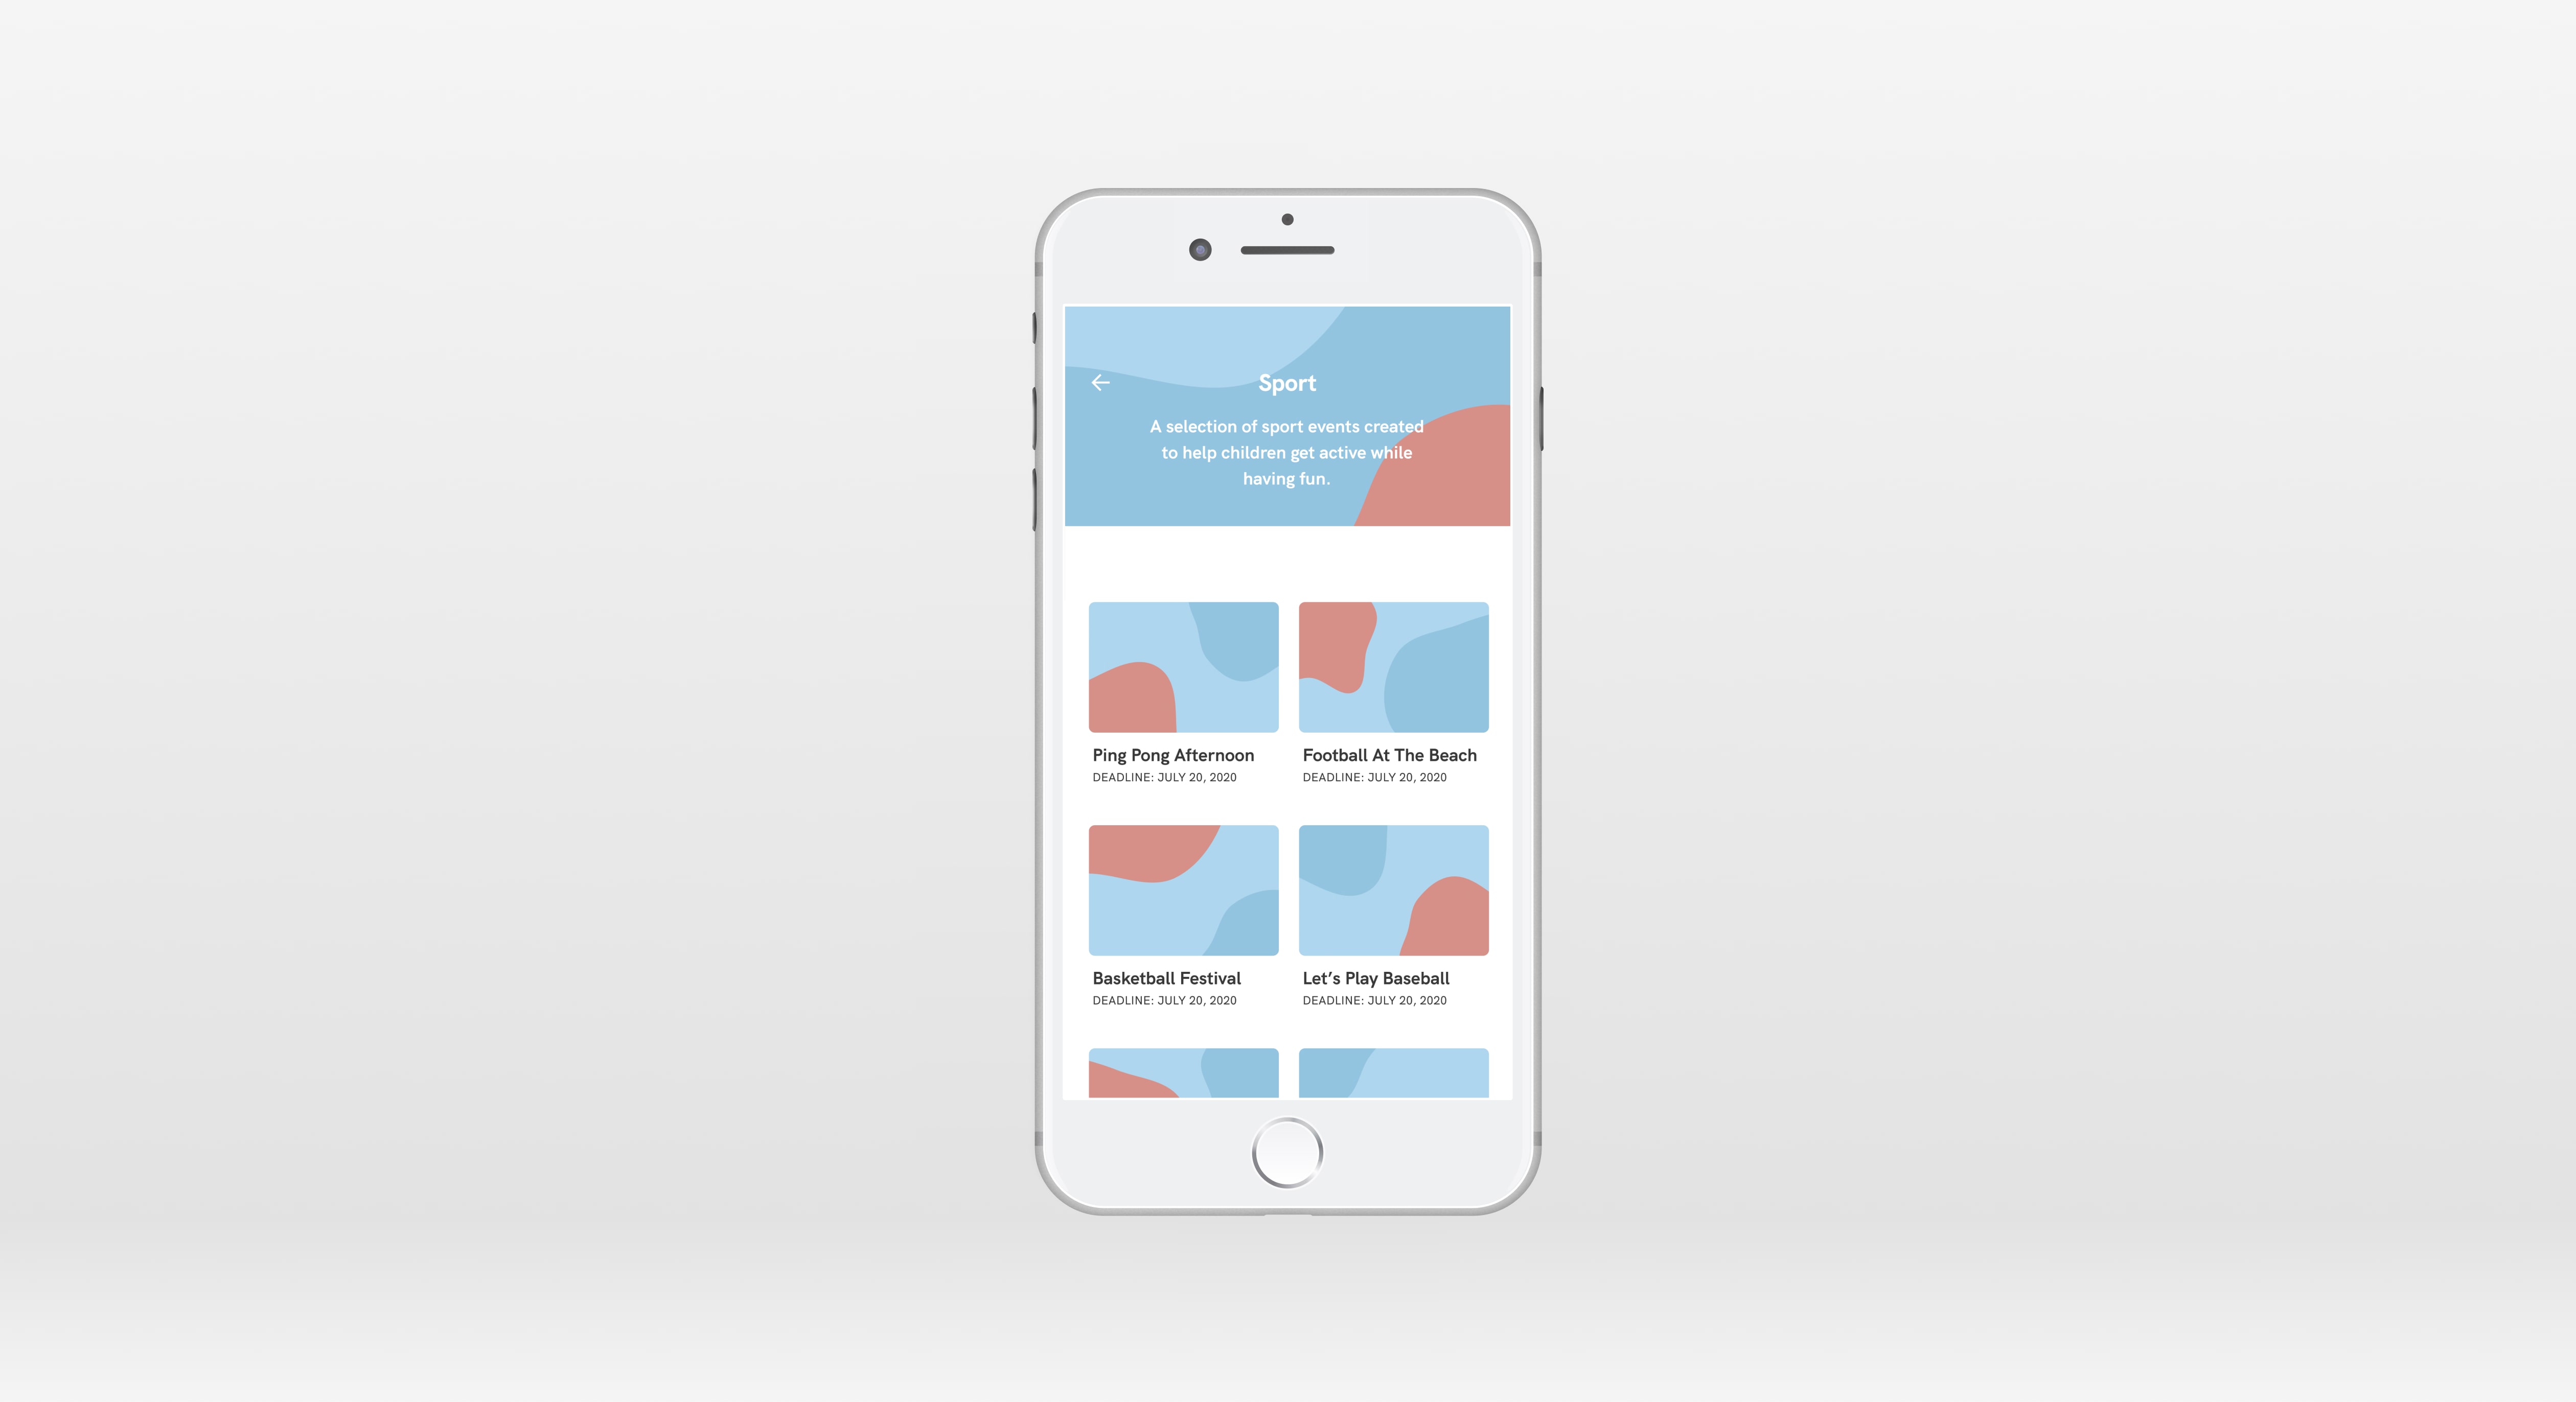 Sport
A selection of sport events created
to help children get active while
having fun.
Ping Pong Afternoon
DEADLINE: JULY 20, 2020
Football At The Beach
DEADLINE: JULY 20, 2020
Basketball Festival
DEADLINE: JULY 20, 2020
Let’s Play Baseball
DEADLINE: JULY 20, 2020